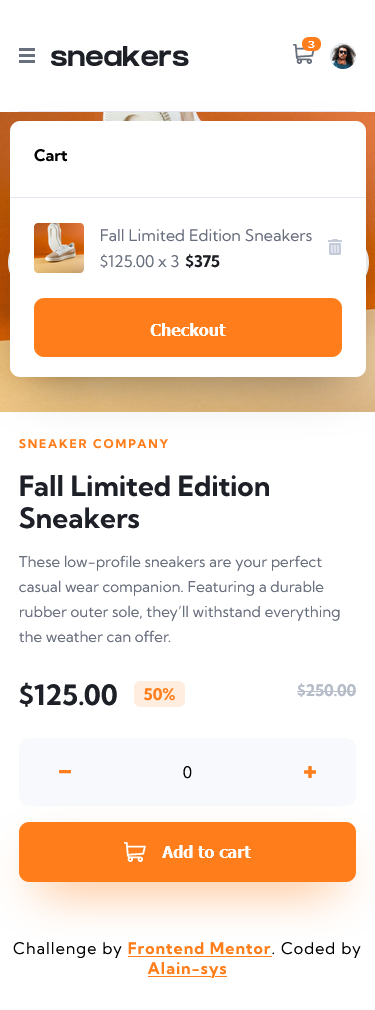 sneakers
3
Cart
Fall Limited Edition Sneakers
$125.00 x 3 $375
Checkout
SNEAKER COMPANY
Fall Limited Edition
Sneakers
These low-profile sneakers are your perfect
casual wear companion. Featuring a durable
rubber outer sole, they’ll withstand everything
the weather can offer.
$125.00 50% $250.00
0
Add to cart
Challenge by Frontend Mentor. Coded by
Alain-sys